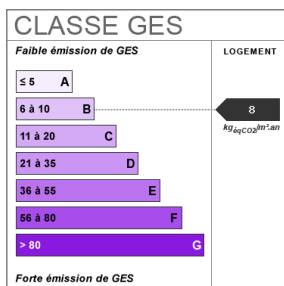 CLASSE GES
Faible émission de GES
LOGEMENT
≤ 5 A
6 à 10 B
8
kgéqCO2/m².an
11 à 20 C
21 à 35 D
36 à 55 E
56 à 80 F
> 80 G
Forte émission de GES